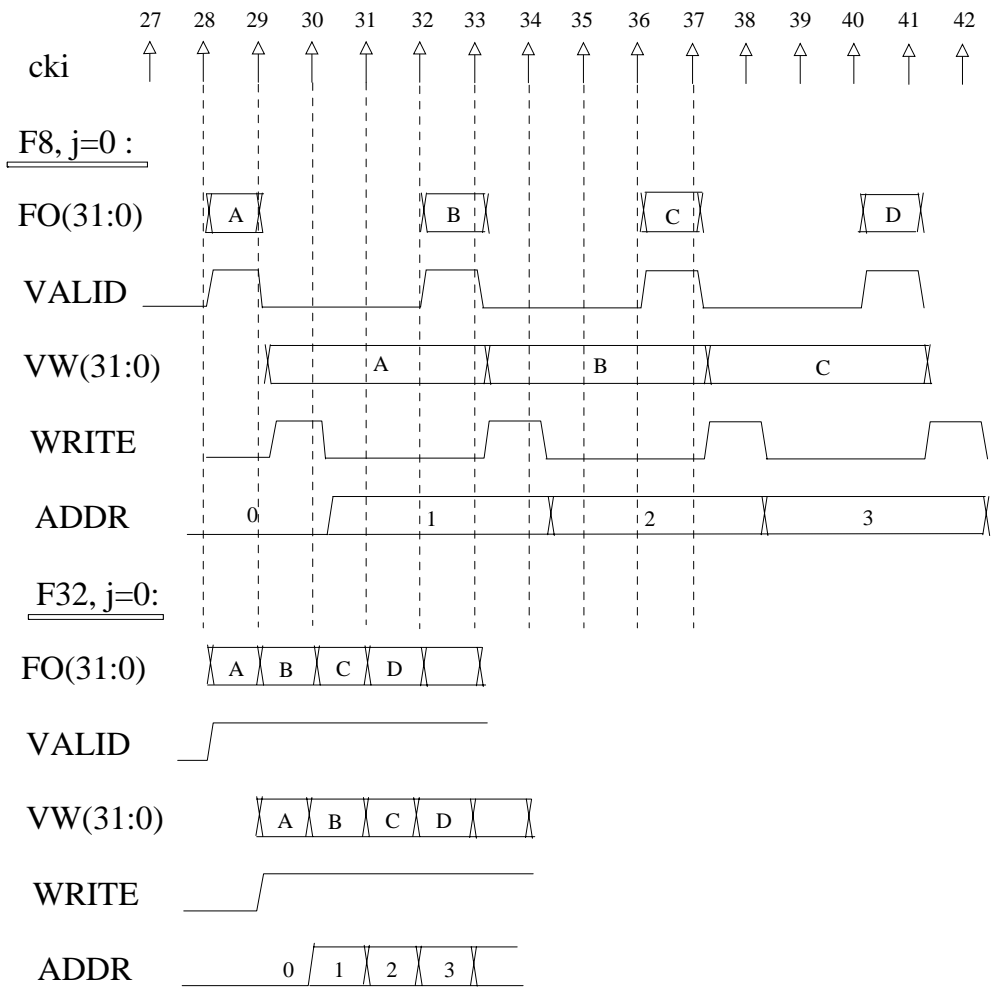 27 28 29 30 31 32 33 34 35 36 37 38 39 40 41 42
cki
F8, j=0 :
FO(31:0) A B C D
VALID
VW(31:0) A B C
WRITE
ADDR 0 1 2 3
F32, j=0:
FO(31:0) A B C D
VALID
VW(31:0) A B C D
WRITE
ADDR 0 1 2 3